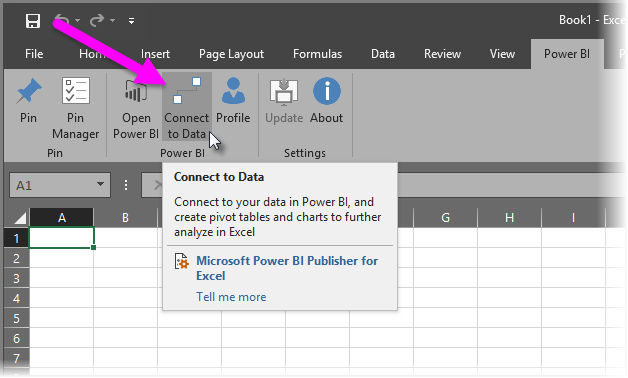 Book1 - Exce
File Home Insert Page Layout Formulas Data Review View Power BI P
Pin Pin Manager Open Power BI Connect to Data Profile Update About
Pin Power BI Settings
A1
Connect to Data
Connect to your data in Power BI, and
create pivot tables and charts to further
analyze in Excel
Microsoft Power BI Publisher for
Excel
Tell me more
A B G H I
1
2
3
4
5
6
7